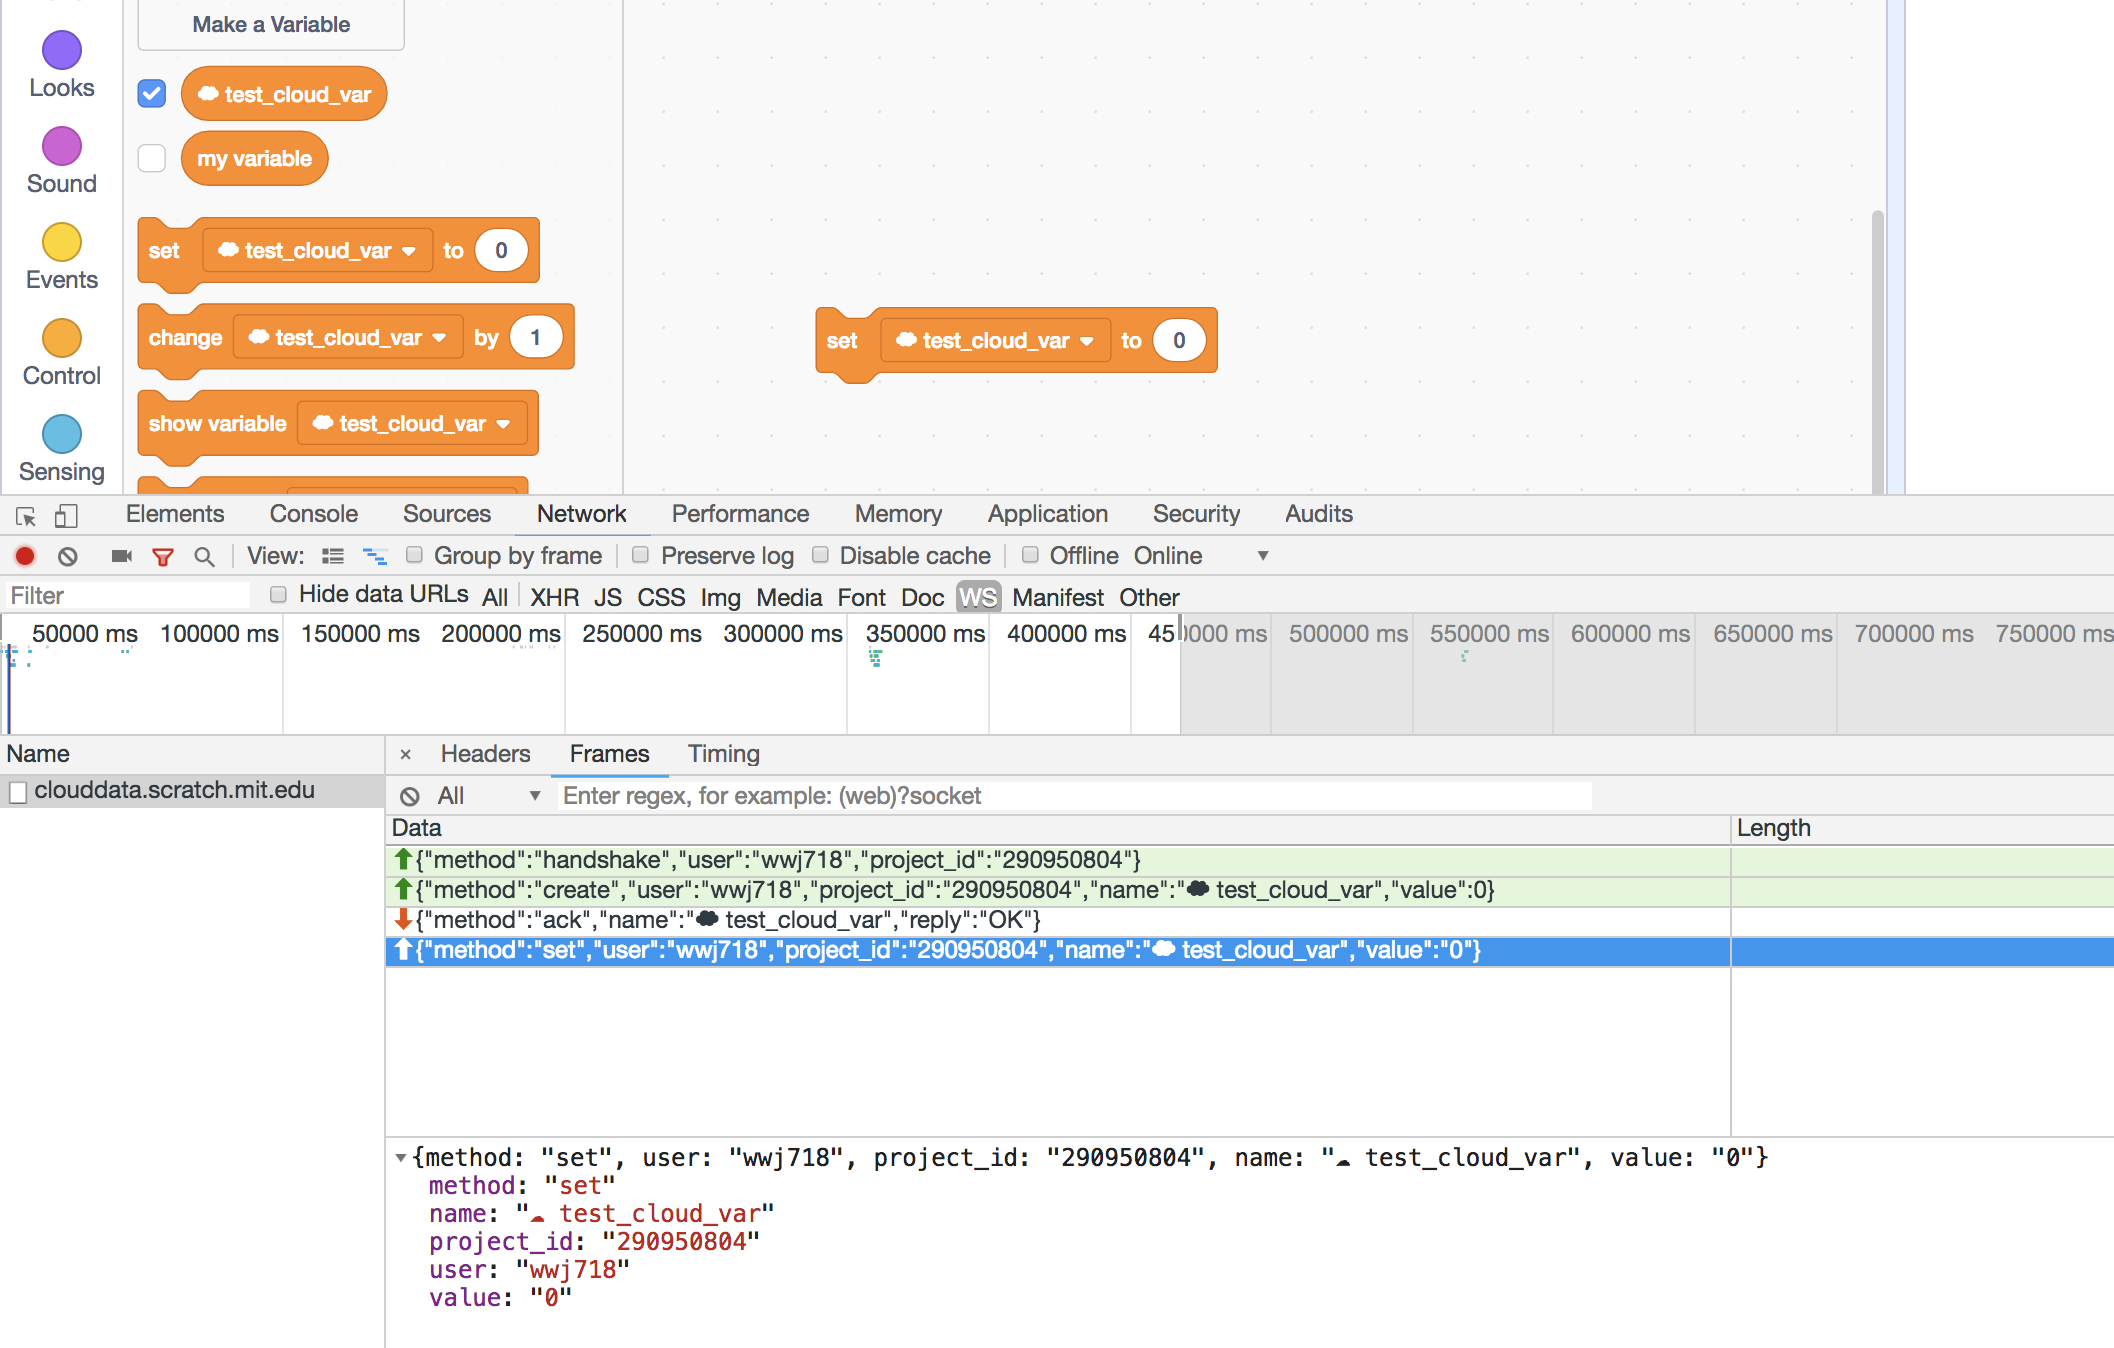 Make a Variable
Looks
☁ test_cloud_var
my variable
Sound
set ☁ test_cloud_var to 0
Events
change ☁ test_cloud_var by 1
set ☁ test_cloud_var to 0
Control
show variable ☁ test_cloud_var
Sensing
Elements Console Sources Network Performance Memory Application Security Audits
View: Group by frame Preserve log Disable cache Offline Online
Filter Hide data URLs All XHR JS CSS Img Media Font Doc WS Manifest Other
50000 ms 100000 ms 150000 ms 200000 ms 250000 ms 300000 ms 350000 ms 400000 ms 45 0000 ms 500000 ms 550000 ms 600000 ms 650000 ms 700000 ms 750000 ms
Name × Headers Frames Timing
clouddata.scratch.mit.edu
All Enter regex, for example: (web)?socket
Data Length
{"method":"handshake","user":"wwj718","project_id":"290950804"}
{"method":"create","user":"wwj718","project_id":"290950804","name":"☁ test_cloud_var","value":0}
{"method":"ack","name":"☁ test_cloud_var","reply":"OK"}
{"method":"set","user":"wwj718","project_id":"290950804","name":"☁ test_cloud_var","value":"0"}
{method: "set", user: "wwj718", project_id: "290950804", name: "☁ test_cloud_var", value: "0"}
method: "set"
name: "☁ test_cloud_var"
project_id: "290950804"
user: "wwj718"
value: "0"